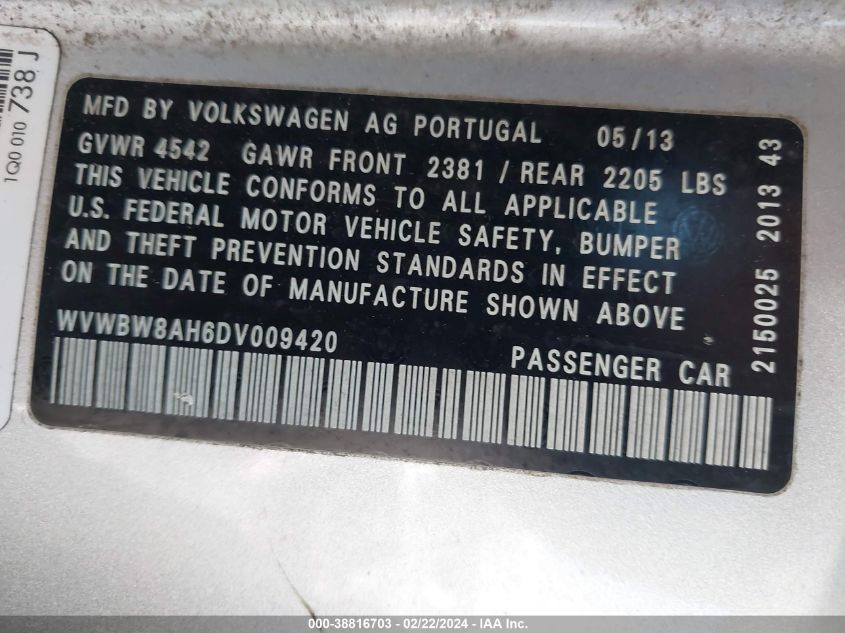 MFD BY VOLKSWAGEN AG PORTUGAL 05/13
GVWR 4542 GAWR FRONT 2381 / REAR 2205 LBS
THIS VEHICLE CONFORMS TO ALL APPLICABLE
U.S. FEDERAL MOTOR VEHICLE SAFETY, BUMPER
AND THEFT PREVENTION STANDARDS IN EFFECT
ON THE DATE OF MANUFACTURE SHOWN ABOVE
WVWBW8AH6DV009420
PASSENGER CAR
2150025 2013 43
1Q0 010 738 J
000-38816703 - 02/22/2024 - IAA Inc.